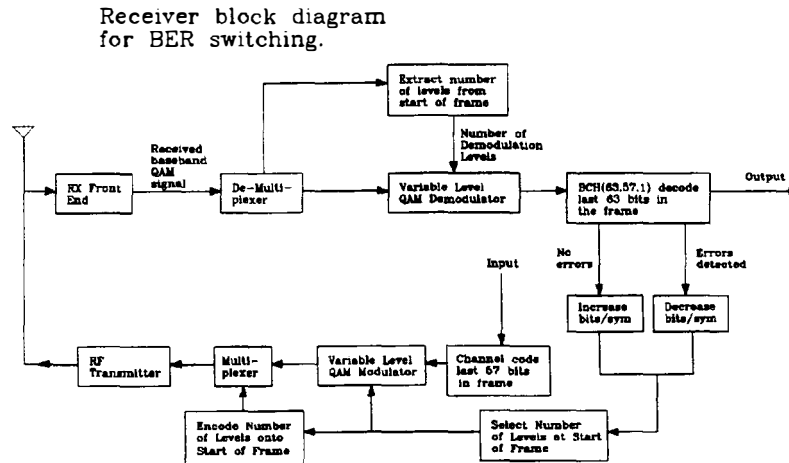 Receiver block diagram
for BER switching.
Extract number
of levels from
start of frame
Received
baseband
QAM
signal
Number of
Demodulation
Levels
RX Front
End
De-Multi-
plexer
Variable Level
QAM Demodulator
BCH(63,57,1) decode
last 63 bits in
the frame
Output
No
errors
Errors
detected
Input
Increase
bits/sym
Decrease
bits/sym
RF
Transmitter
Multi-
plexer
Variable Level
QAM Modulator
Channel code
last 57 bits
in frame
Encode Number
of Levels onto
Start of Frame
Select Number
of Levels at Start
of Frame